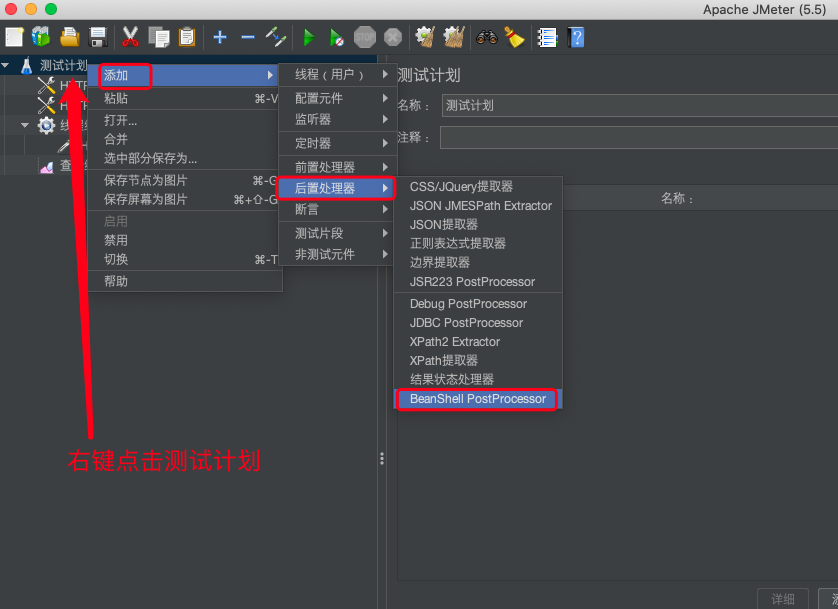 Apache JMeter (5.5)
STOP
测试计划
添加
粘贴 ⌘-V
打开...
合并
选中部分保存为...
保存节点为图片 ⌘-G
保存屏幕为图片 ⌘+⇧-G
启用
禁用
切换 ⌘-T
帮助
线程（用户）
配置元件
监听器
定时器
前置处理器
后置处理器
断言
测试片段
非测试元件
CSS/JQuery提取器
JSON JMESPath Extractor
JSON提取器
正则表达式提取器
边界提取器
JSR223 PostProcessor
Debug PostProcessor
JDBC PostProcessor
XPath2 Extractor
XPath提取器
结果状态处理器
BeanShell PostProcessor
测试计划
名称： 测试计划
注释：
名称：
右键点击测试计划
详细